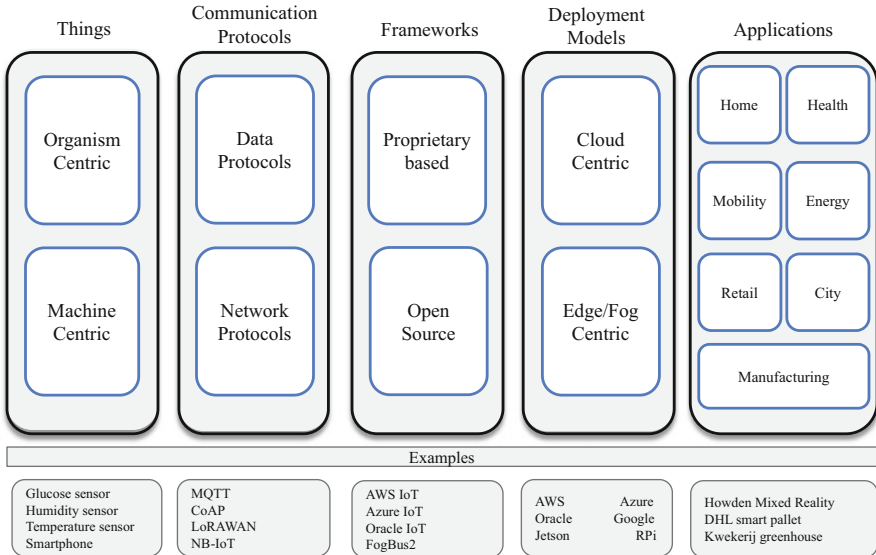 Things
Communication
Protocols
Frameworks
Deployment
Models
Applications
Organism
Centric
Machine
Centric
Data
Protocols
Network
Protocols
Proprietary
based
Open
Source
Cloud
Centric
Edge/Fog
Centric
Home
Health
Mobility
Energy
Retail
City
Manufacturing
Examples
Glucose sensor
Humidity sensor
Temperature sensor
Smartphone
MQTT
CoAP
LoRAWAN
NB-IoT
AWS IoT
Azure IoT
Oracle IoT
FogBus2
AWS Azure
Oracle Google
Jetson RPi
Howden Mixed Reality
DHL smart pallet
Kwekerij greenhouse